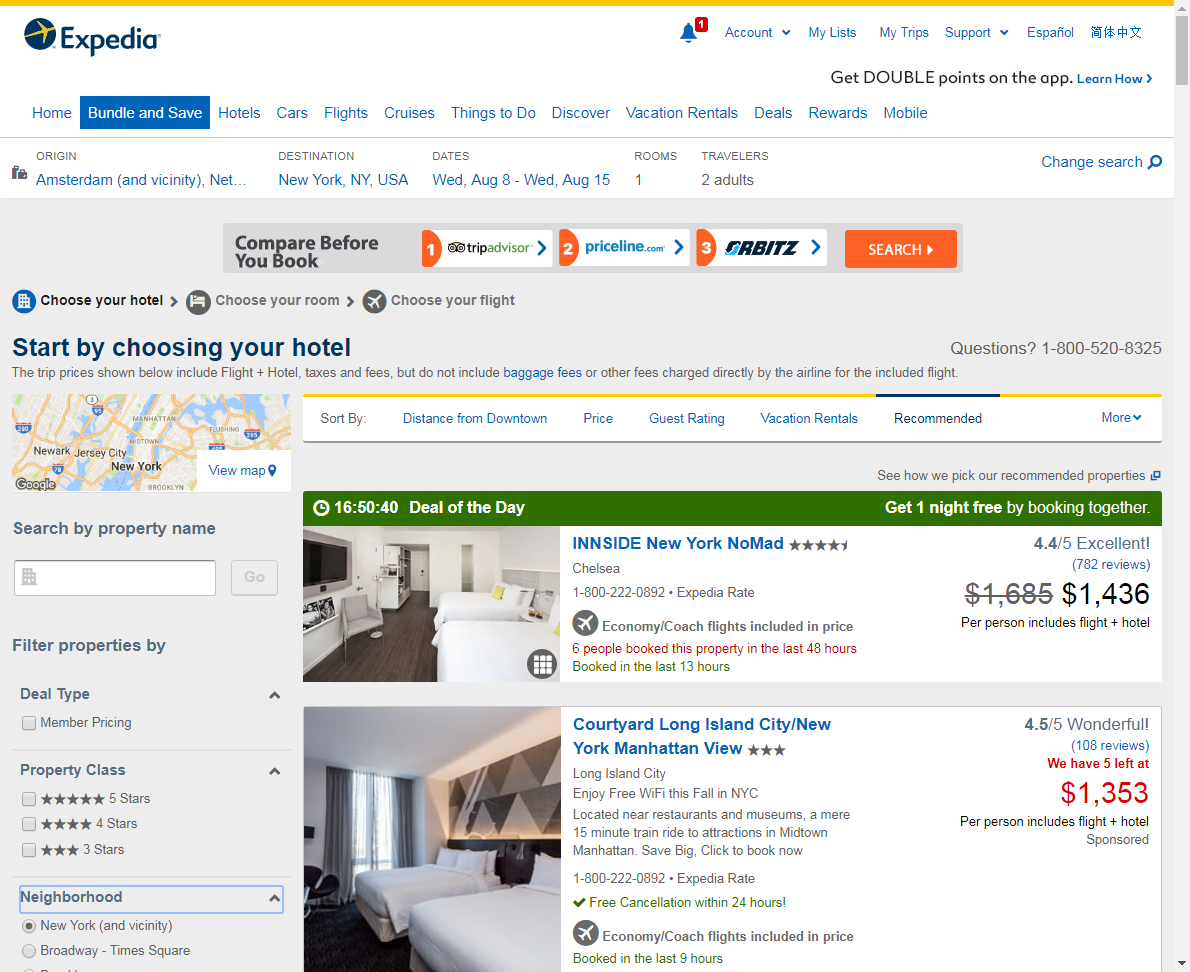 Expedia
1
Account
My Lists
My Trips
Support
Español
简体中文
Get DOUBLE points on the app. Learn How
Home
Bundle and Save
Hotels
Cars
Flights
Cruises
Things to Do
Discover
Vacation Rentals
Deals
Rewards
Mobile
ORIGIN
Amsterdam (and vicinity), Net...
DESTINATION
New York, NY, USA
DATES
Wed, Aug 8 - Wed, Aug 15
ROOMS
1
TRAVELERS
2 adults
Change search
Compare Before
You Book
1 tripadvisor
2 priceline.com
3 ORBITZ
SEARCH
Choose your hotel
Choose your room
Choose your flight
Start by choosing your hotel
Questions? 1-800-520-8325
The trip prices shown below include Flight + Hotel, taxes and fees, but do not include baggage fees or other fees charged directly by the airline for the included flight.
3
95
MANHATTAN
280
FLUSHING
295
MIDTOWN
495
Newark
Jersey City
New York
78
Google
BROOKLYN
View map
Sort By:
Distance from Downtown
Price
Guest Rating
Vacation Rentals
Recommended
More
See how we pick our recommended properties
Search by property name
Go
Filter properties by
Deal Type
Member Pricing
Property Class
5 Stars
4 Stars
3 Stars
Neighborhood
New York (and vicinity)
Broadway - Times Square
16:50:40 Deal of the Day
Get 1 night free by booking together.
INNSIDE New York NoMad
Chelsea
1-800-222-0892 • Expedia Rate
Economy/Coach flights included in price
6 people booked this property in the last 48 hours
Booked in the last 13 hours
4.4/5 Excellent!
(782 reviews)
$1,685 $1,436
Per person includes flight + hotel
Courtyard Long Island City/New
York Manhattan View
Long Island City
Enjoy Free WiFi this Fall in NYC
Located near restaurants and museums, a mere
15 minute train ride to attractions in Midtown
Manhattan. Save Big, Click to book now
1-800-222-0892 • Expedia Rate
Free Cancellation within 24 hours!
Economy/Coach flights included in price
Booked in the last 9 hours
4.5/5 Wonderful!
(108 reviews)
We have 5 left at
$1,353
Per person includes flight + hotel
Sponsored